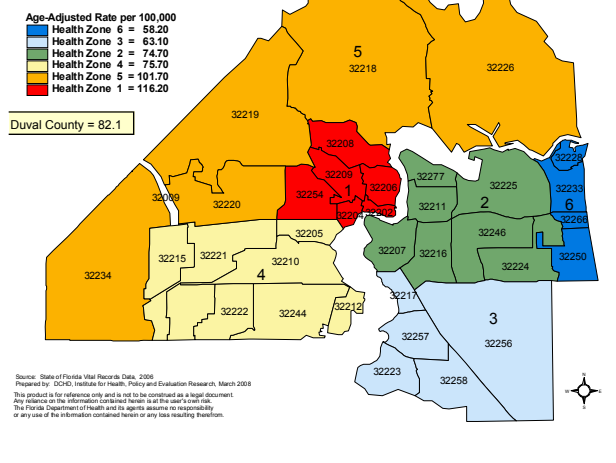 Age-Adjusted Rate per 100,000
Health Zone 6 = 58.20
Health Zone 3 = 63.10
Health Zone 2 = 74.70
Health Zone 4 = 75.70
Health Zone 5 = 101.70
Health Zone 1 = 116.20
Duval County = 82.1
5
32218
32226
32219
32208
32228
32209
32277
32225
32233
32254
1
32206
32009
32220
32211
2
6
32204
32202
32266
32205
32246
32215
32221
32210
32207
32216
32250
32234
4
32224
32217
32222
32244
32212
3
32257
32256
32223
32258
N
W
E
S
Source: State of Florida Vital Records Data, 2006
Prepared by: DCHD, Institute for Health, Policy and Evaluation Research, March 2008
This product is for reference only and is not to be construed as a legal document.
Any reliance on the information contained herein is at the user's own risk.
The Florida Department of Health and its agents assume no responsibility
or any use of the information contained herein or any loss resulting therefrom.